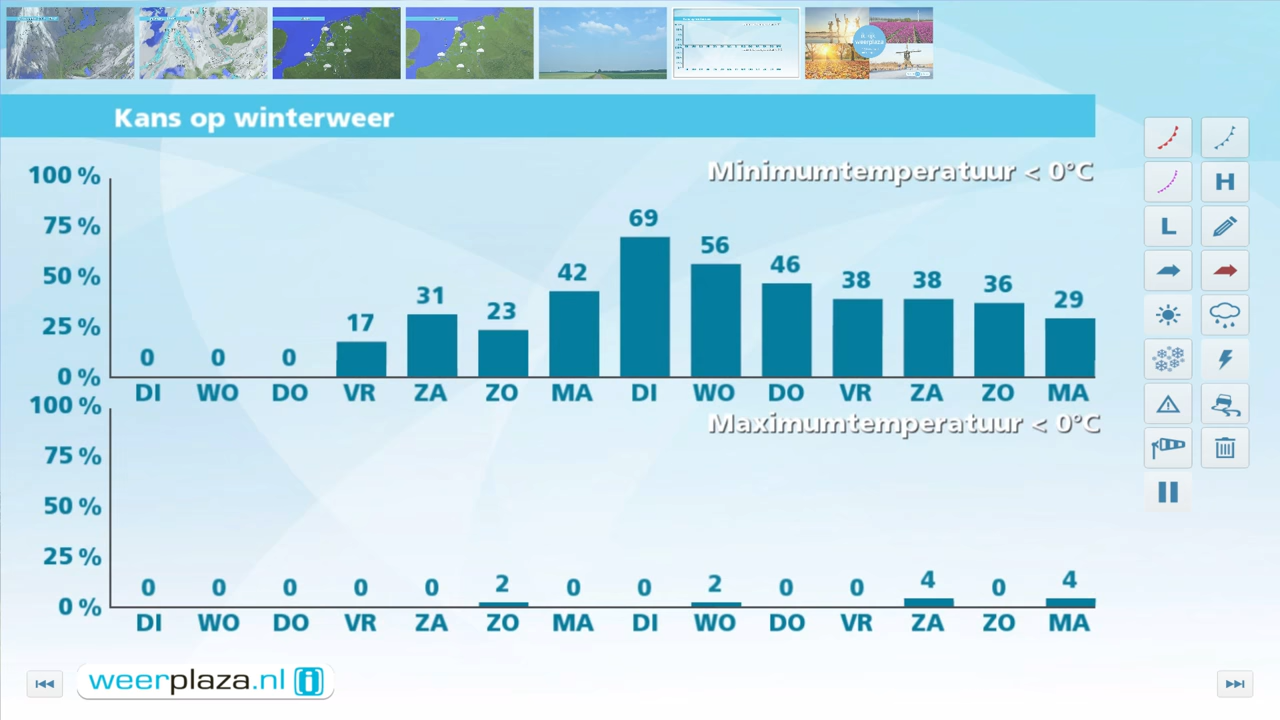 Kans op winterweer
Minimumtemperatuur < 0°C
100 %
75 %
50 %
25 %
0 %
0 0 0 17 31 23 42 69 56 46 38 38 36 29
DI WO DO VR ZA ZO MA DI WO DO VR ZA ZO MA
Maximumtemperatuur < 0°C
100 %
75 %
50 %
25 %
0 %
0 0 0 0 0 2 0 0 2 0 0 4 0 4
DI WO DO VR ZA ZO MA DI WO DO VR ZA ZO MA
H
L
weerplaza.nl i